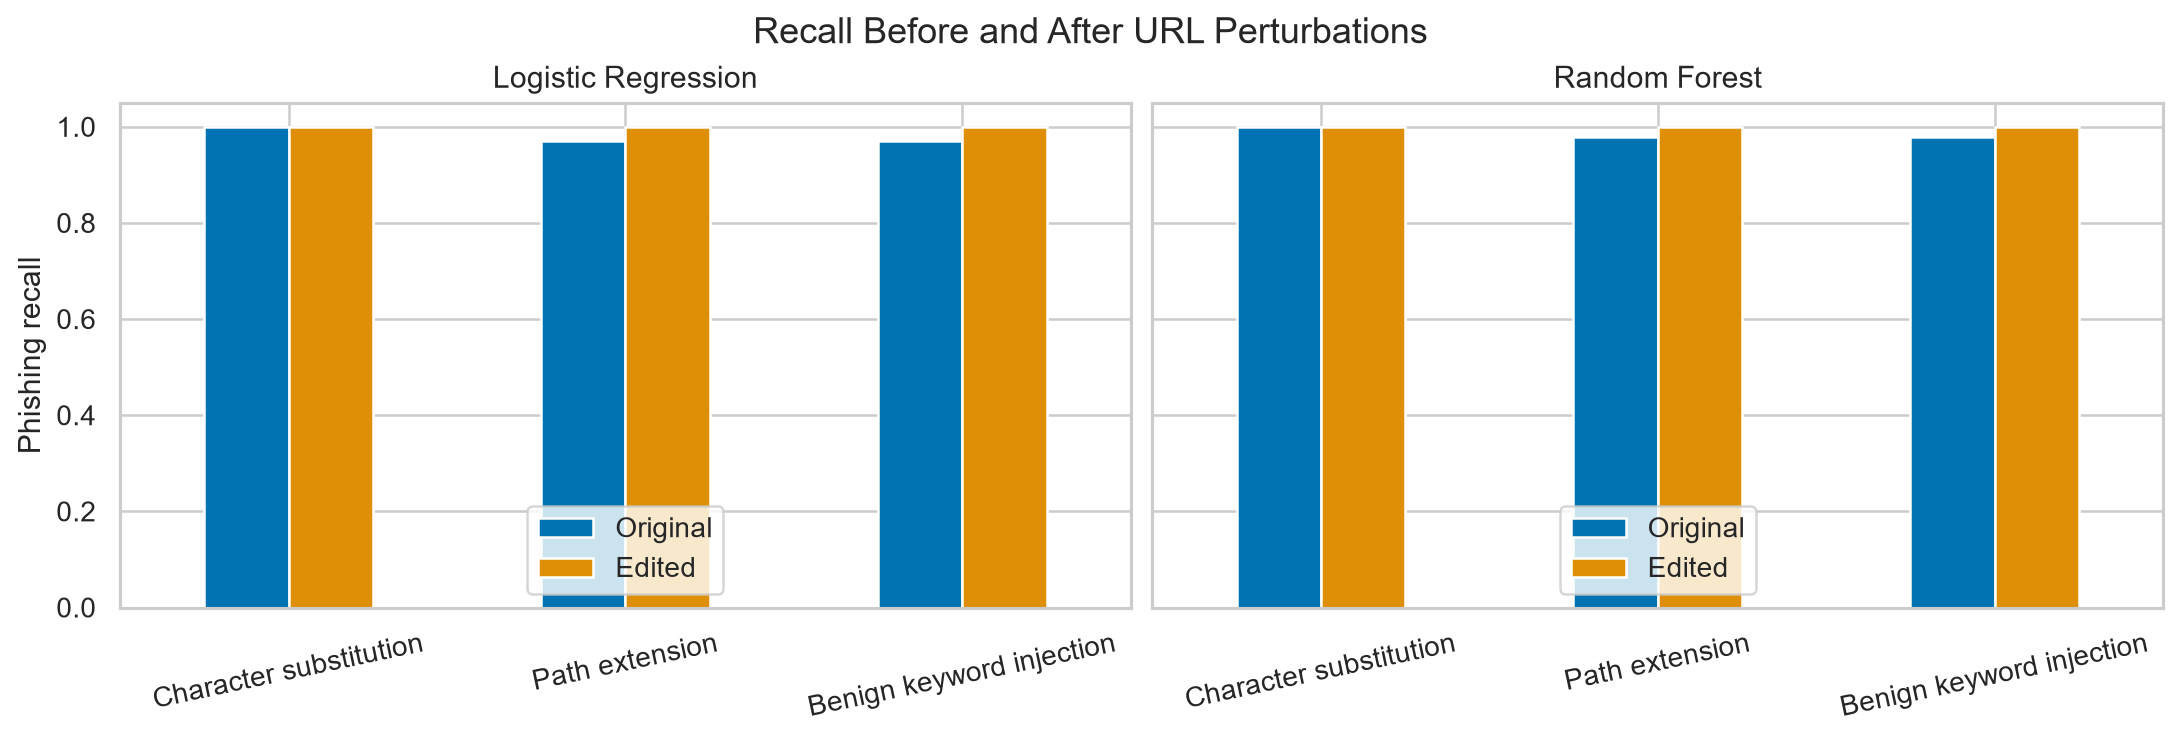 Recall Before and After URL Perturbations
Logistic Regression
Random Forest
Phishing recall
1.0
0.8
0.6
0.4
0.2
0.0
Original
Edited
Original
Edited
Character substitution
Path extension
Benign keyword injection
Character substitution
Path extension
Benign keyword injection